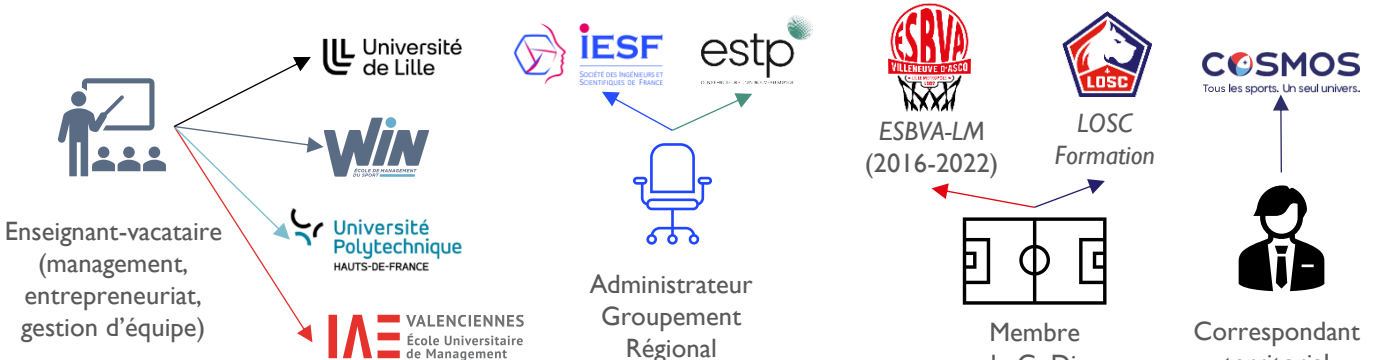 Université
de Lille
WIN
ÉCOLE DE MANAGEMENT
DU SPORT
Université
Polytechnique
HAUTS-DE-FRANCE
IAE VALENCIENNES
École Universitaire
de Management
Enseignant-vacataire
(management,
entrepreneuriat,
gestion d'équipe)
iESF
SOCIÉTÉ DES INGÉNIEURS ET
SCIENTIFIQUES DE FRANCE
estp
Administrateur
Groupement
Régional
ESBVA
VILLENEUVE D'ASCQ
LILLE MÉTROPOLE
ESBVA-LM
(2016-2022)
LOSC
LOSC
Formation
Membre
COSMOS
Tous les sports. Un seul univers.
Correspondant
territorial